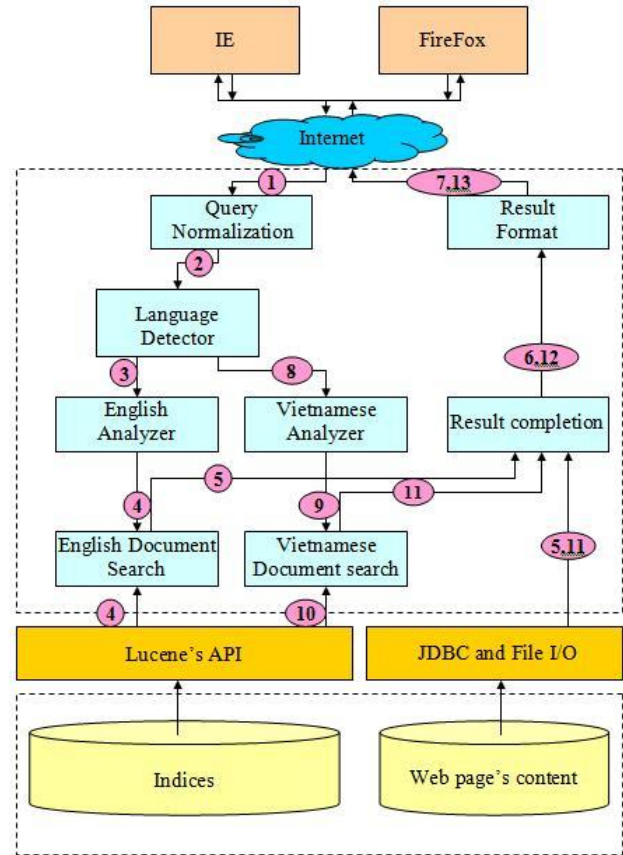 IE
FireFox
Internet
1
7,13
Query
Normalization
Result
Format
2
Language
Detector
6,12
3
8
English
Analyzer
Vietnamese
Analyzer
Result completion
5
11
4
9
English Document
Search
Vietnamese
Document search
5,11
4
10
Lucene's API
JDBC and File I/O
Indices
Web page's content